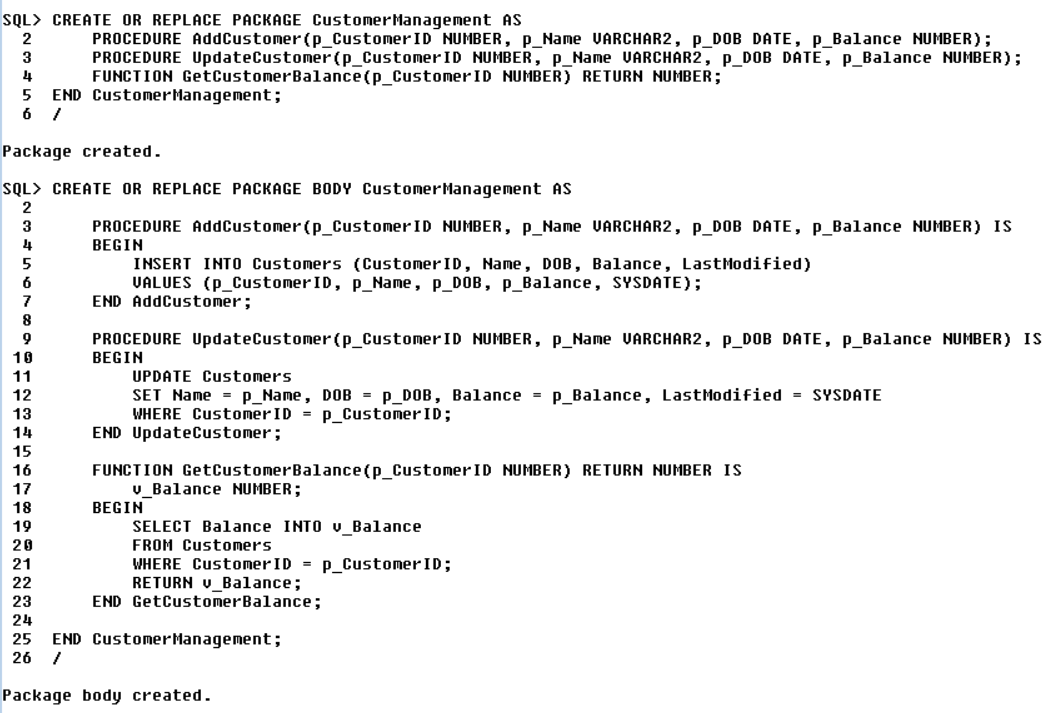 SQL> CREATE OR REPLACE PACKAGE CustomerManagement AS
  2      PROCEDURE AddCustomer(p_CustomerID NUMBER, p_Name VARCHAR2, p_DOB DATE, p_Balance NUMBER);
  3      PROCEDURE UpdateCustomer(p_CustomerID NUMBER, p_Name VARCHAR2, p_DOB DATE, p_Balance NUMBER);
  4      FUNCTION GetCustomerBalance(p_CustomerID NUMBER) RETURN NUMBER;
  5  END CustomerManagement;
  6  /
Package created.
SQL> CREATE OR REPLACE PACKAGE BODY CustomerManagement AS
  2
  3      PROCEDURE AddCustomer(p_CustomerID NUMBER, p_Name VARCHAR2, p_DOB DATE, p_Balance NUMBER) IS
  4      BEGIN
  5          INSERT INTO Customers (CustomerID, Name, DOB, Balance, LastModified)
  6          VALUES (p_CustomerID, p_Name, p_DOB, p_Balance, SYSDATE);
  7      END AddCustomer;
  8
  9      PROCEDURE UpdateCustomer(p_CustomerID NUMBER, p_Name VARCHAR2, p_DOB DATE, p_Balance NUMBER) IS
 10      BEGIN
 11          UPDATE Customers
 12          SET Name = p_Name, DOB = p_DOB, Balance = p_Balance, LastModified = SYSDATE
 13          WHERE CustomerID = p_CustomerID;
 14      END UpdateCustomer;
 15
 16      FUNCTION GetCustomerBalance(p_CustomerID NUMBER) RETURN NUMBER IS
 17          v_Balance NUMBER;
 18      BEGIN
 19          SELECT Balance INTO v_Balance
 20          FROM Customers
 21          WHERE CustomerID = p_CustomerID;
 22          RETURN v_Balance;
 23      END GetCustomerBalance;
 24
 25  END CustomerManagement;
 26  /
Package body created.